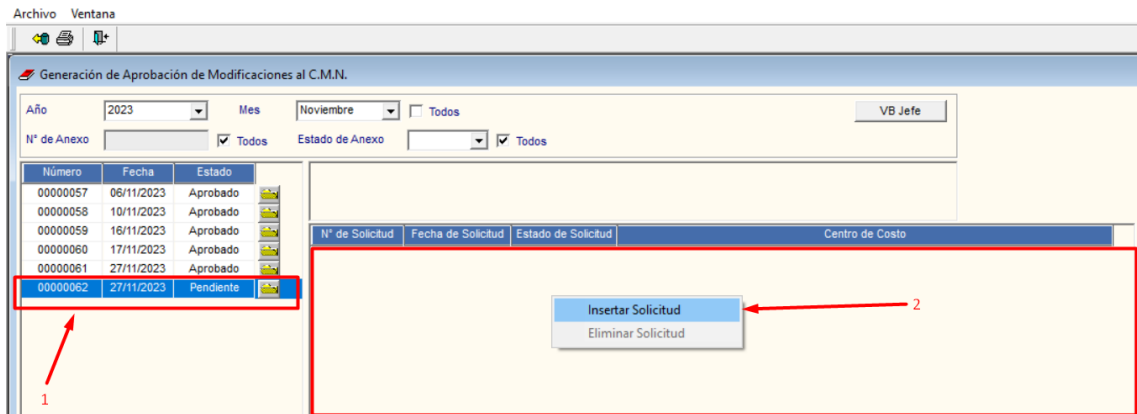 Archivo Ventana
Generación de Aprobación de Modificaciones al C.M.N.
Año 2023 Mes Noviembre Todos VB Jefe
N° de Anexo Todos Estado de Anexo Todos
Número Fecha Estado
00000057 06/11/2023 Aprobado
00000058 10/11/2023 Aprobado
00000059 16/11/2023 Aprobado
00000060 17/11/2023 Aprobado
00000061 27/11/2023 Aprobado
00000062 27/11/2023 Pendiente
N° de Solicitud Fecha de Solicitud Estado de Solicitud Centro de Costo
Insertar Solicitud
Eliminar Solicitud
2
1